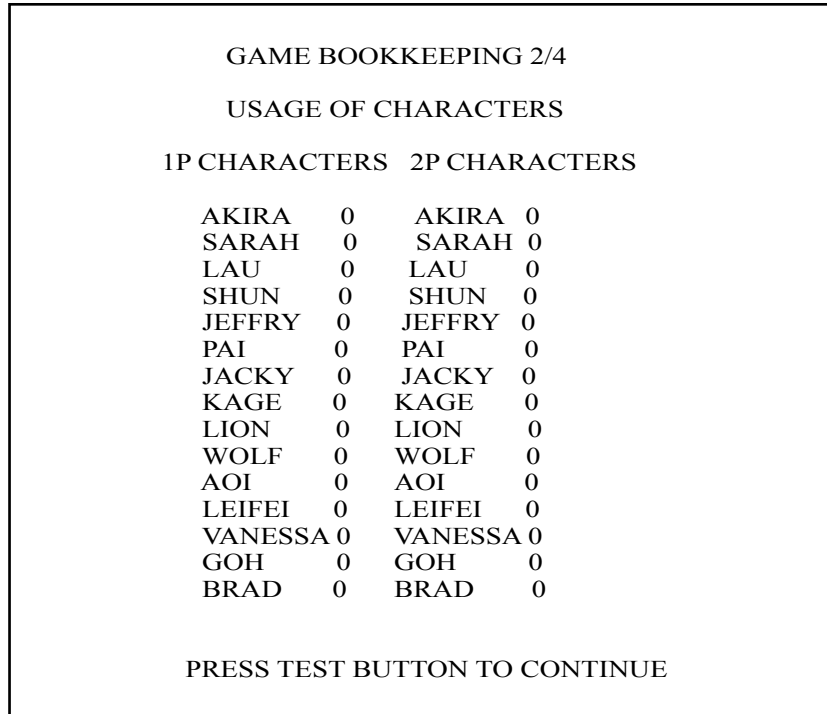 GAME BOOKKEEPING 2/4
USAGE OF CHARACTERS
1P CHARACTERS 2P CHARACTERS
AKIRA 0 AKIRA 0
SARAH 0 SARAH 0
LAU 0 LAU 0
SHUN 0 SHUN 0
JEFFRY 0 JEFFRY 0
PAI 0 PAI 0
JACKY 0 JACKY 0
KAGE 0 KAGE 0
LION 0 LION 0
WOLF 0 WOLF 0
AOI 0 AOI 0
LEIFEI 0 LEIFEI 0
VANESSA 0 VANESSA 0
GOH 0 GOH 0
BRAD 0 BRAD 0
PRESS TEST BUTTON TO CONTINUE